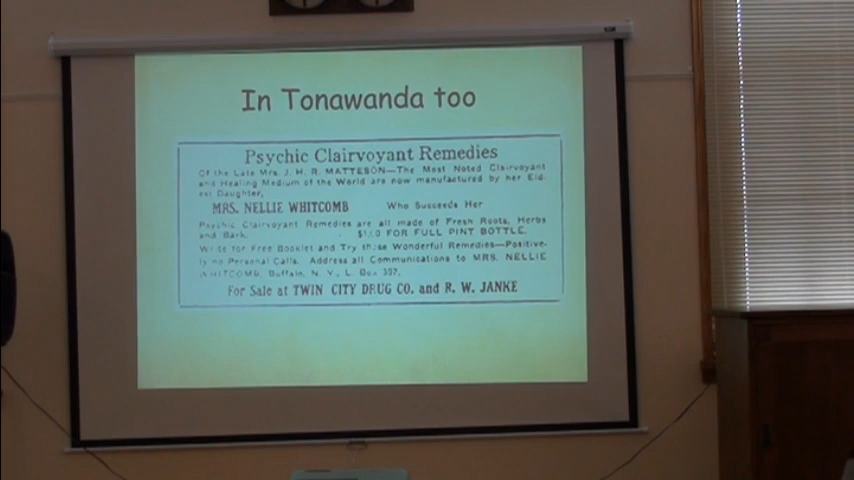 In Tonawanda too
Psychic Clairvoyant Remedies
Of the Late Mrs. J. H. R. MATTESON—The Most Noted Clairvoyant
and Healing Medium of the World are now manufactured by her Eld-
est Daughter,
MRS. NELLIE WHITCOMB Who Succeeds Her
Psychic Clairvoyant Remedies are all made of Fresh Roots, Herbs
and Bark. FOR FULL PINT BOTTLE.
Write for Free Booklet and Try these Wonderful Remedies—Positive-
ly no Personal Calls. Address all Communications to MRS. NELLIE
WHITCOMB, Buffalo, N. Y., L. Box 397.
For Sale at TWIN CITY DRUG CO. and R. W. JANKE